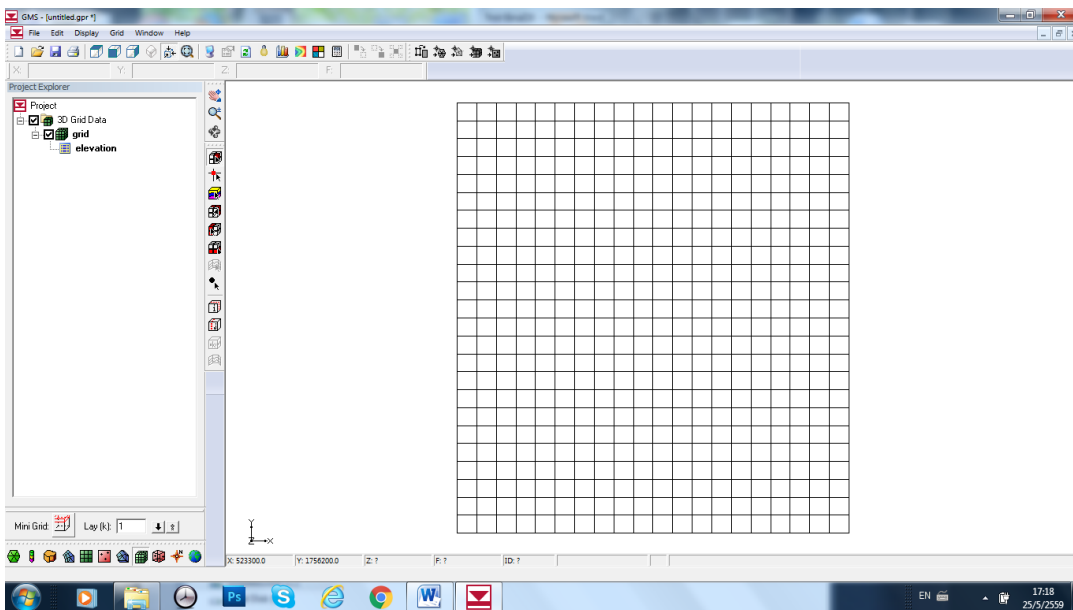 GMS - [untitled.gpr *]
File Edit Display Grid Window Help
X: Y: Z: F:
Project Explorer
Project
3D Grid Data
grid
elevation
Mini Grid: Lay (k): 1
Y
Z X
X: 523300.0 Y: 1756200.0 Z: ? F: ? ID: ?
Ps S W
EN 17:18
25/5/2559